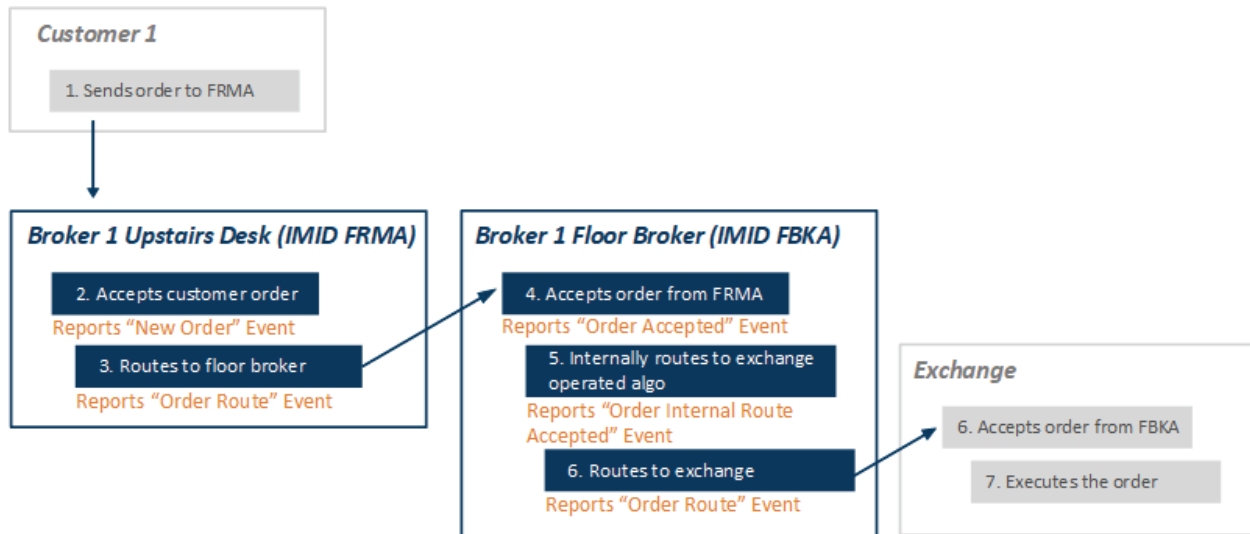 Customer 1
1. Sends order to FRMA
Broker 1 Upstairs Desk (IMID FRMA)
2. Accepts customer order
Reports “New Order” Event
3. Routes to floor broker
Reports “Order Route” Event
Broker 1 Floor Broker (IMID FBKA)
4. Accepts order from FRMA
Reports “Order Accepted” Event
5. Internally routes to exchange
operated algo
Reports “Order Internal Route
Accepted” Event
6. Routes to exchange
Reports “Order Route” Event
Exchange
6. Accepts order from FBKA
7. Executes the order